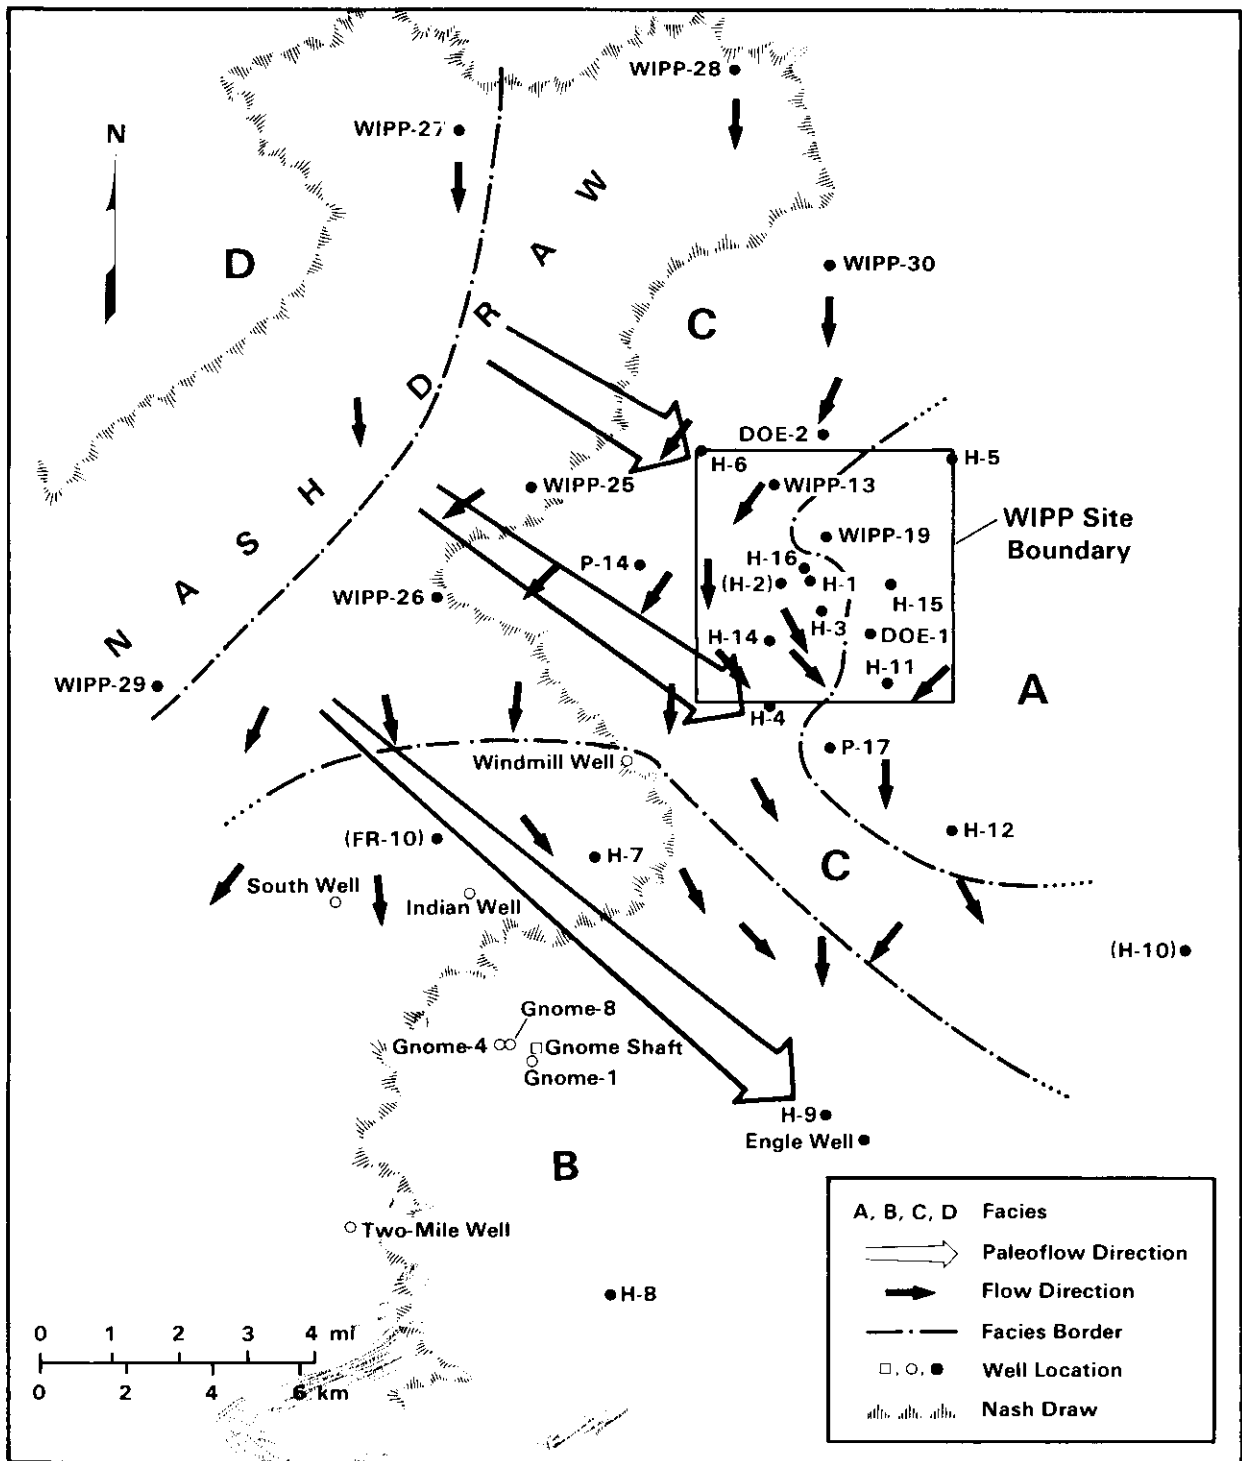 WIPP-28
WIPP-27
N
NASH DRAW
D
WIPP-30
C
DOE-2
H-6
H-5
WIPP-25
WIPP-13
WIPP Site
Boundary
WIPP-19
H-16
P-14
(H-2)
H-1
H-15
WIPP-26
H-3
H-14
DOE-1
H-11
WIPP-29
A
H-4
P-17
Windmill Well
H-12
(FR-10)
H-7
C
South Well
Indian Well
(H-10)
Gnome-8
Gnome-4
Gnome Shaft
Gnome-1
H-9
Engle Well
B
Two-Mile Well
H-8
0 1 2 3 4 mi
0 2 4 6 km
A, B, C, D Facies
Paleoflow Direction
Flow Direction
Facies Border
Well Location
Nash Draw